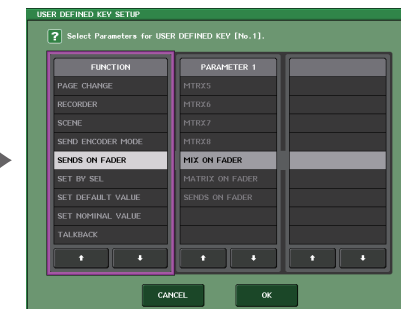 USER DEFINED KEY SETUP
? Select Parameters for USER DEFINED KEY [No.1].
FUNCTION
PAGE CHANGE
RECORDER
SCENE
SEND ENCODER MODE
SENDS ON FADER
SET BY SEL
SET DEFAULT VALUE
SET NOMINAL VALUE
TALKBACK
PARAMETER 1
MTRX5
MTRX6
MTRX7
MTRX8
MIX ON FADER
MATRIX ON FADER
SENDS ON FADER
CANCEL
OK